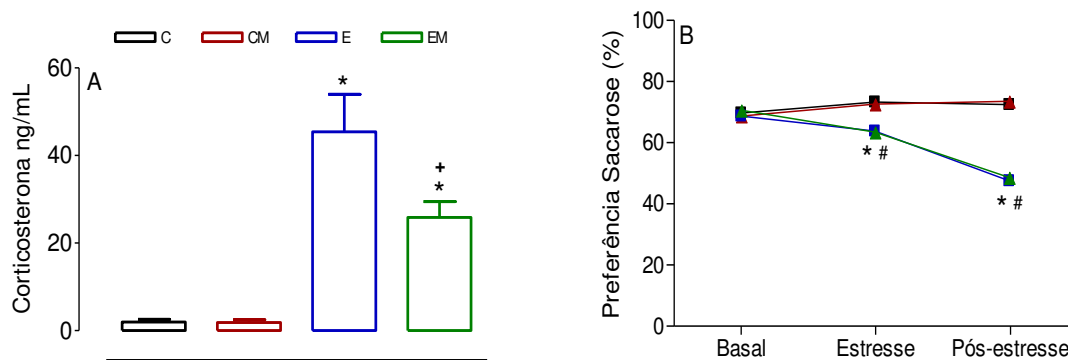 C CM E EM
A
Corticosterona ng/mL
60
40
20
0
*
+
*
B
Preferência Sacarose (%)
100
80
60
40
20
0
* #
* #
Basal Estresse Pós-estresse